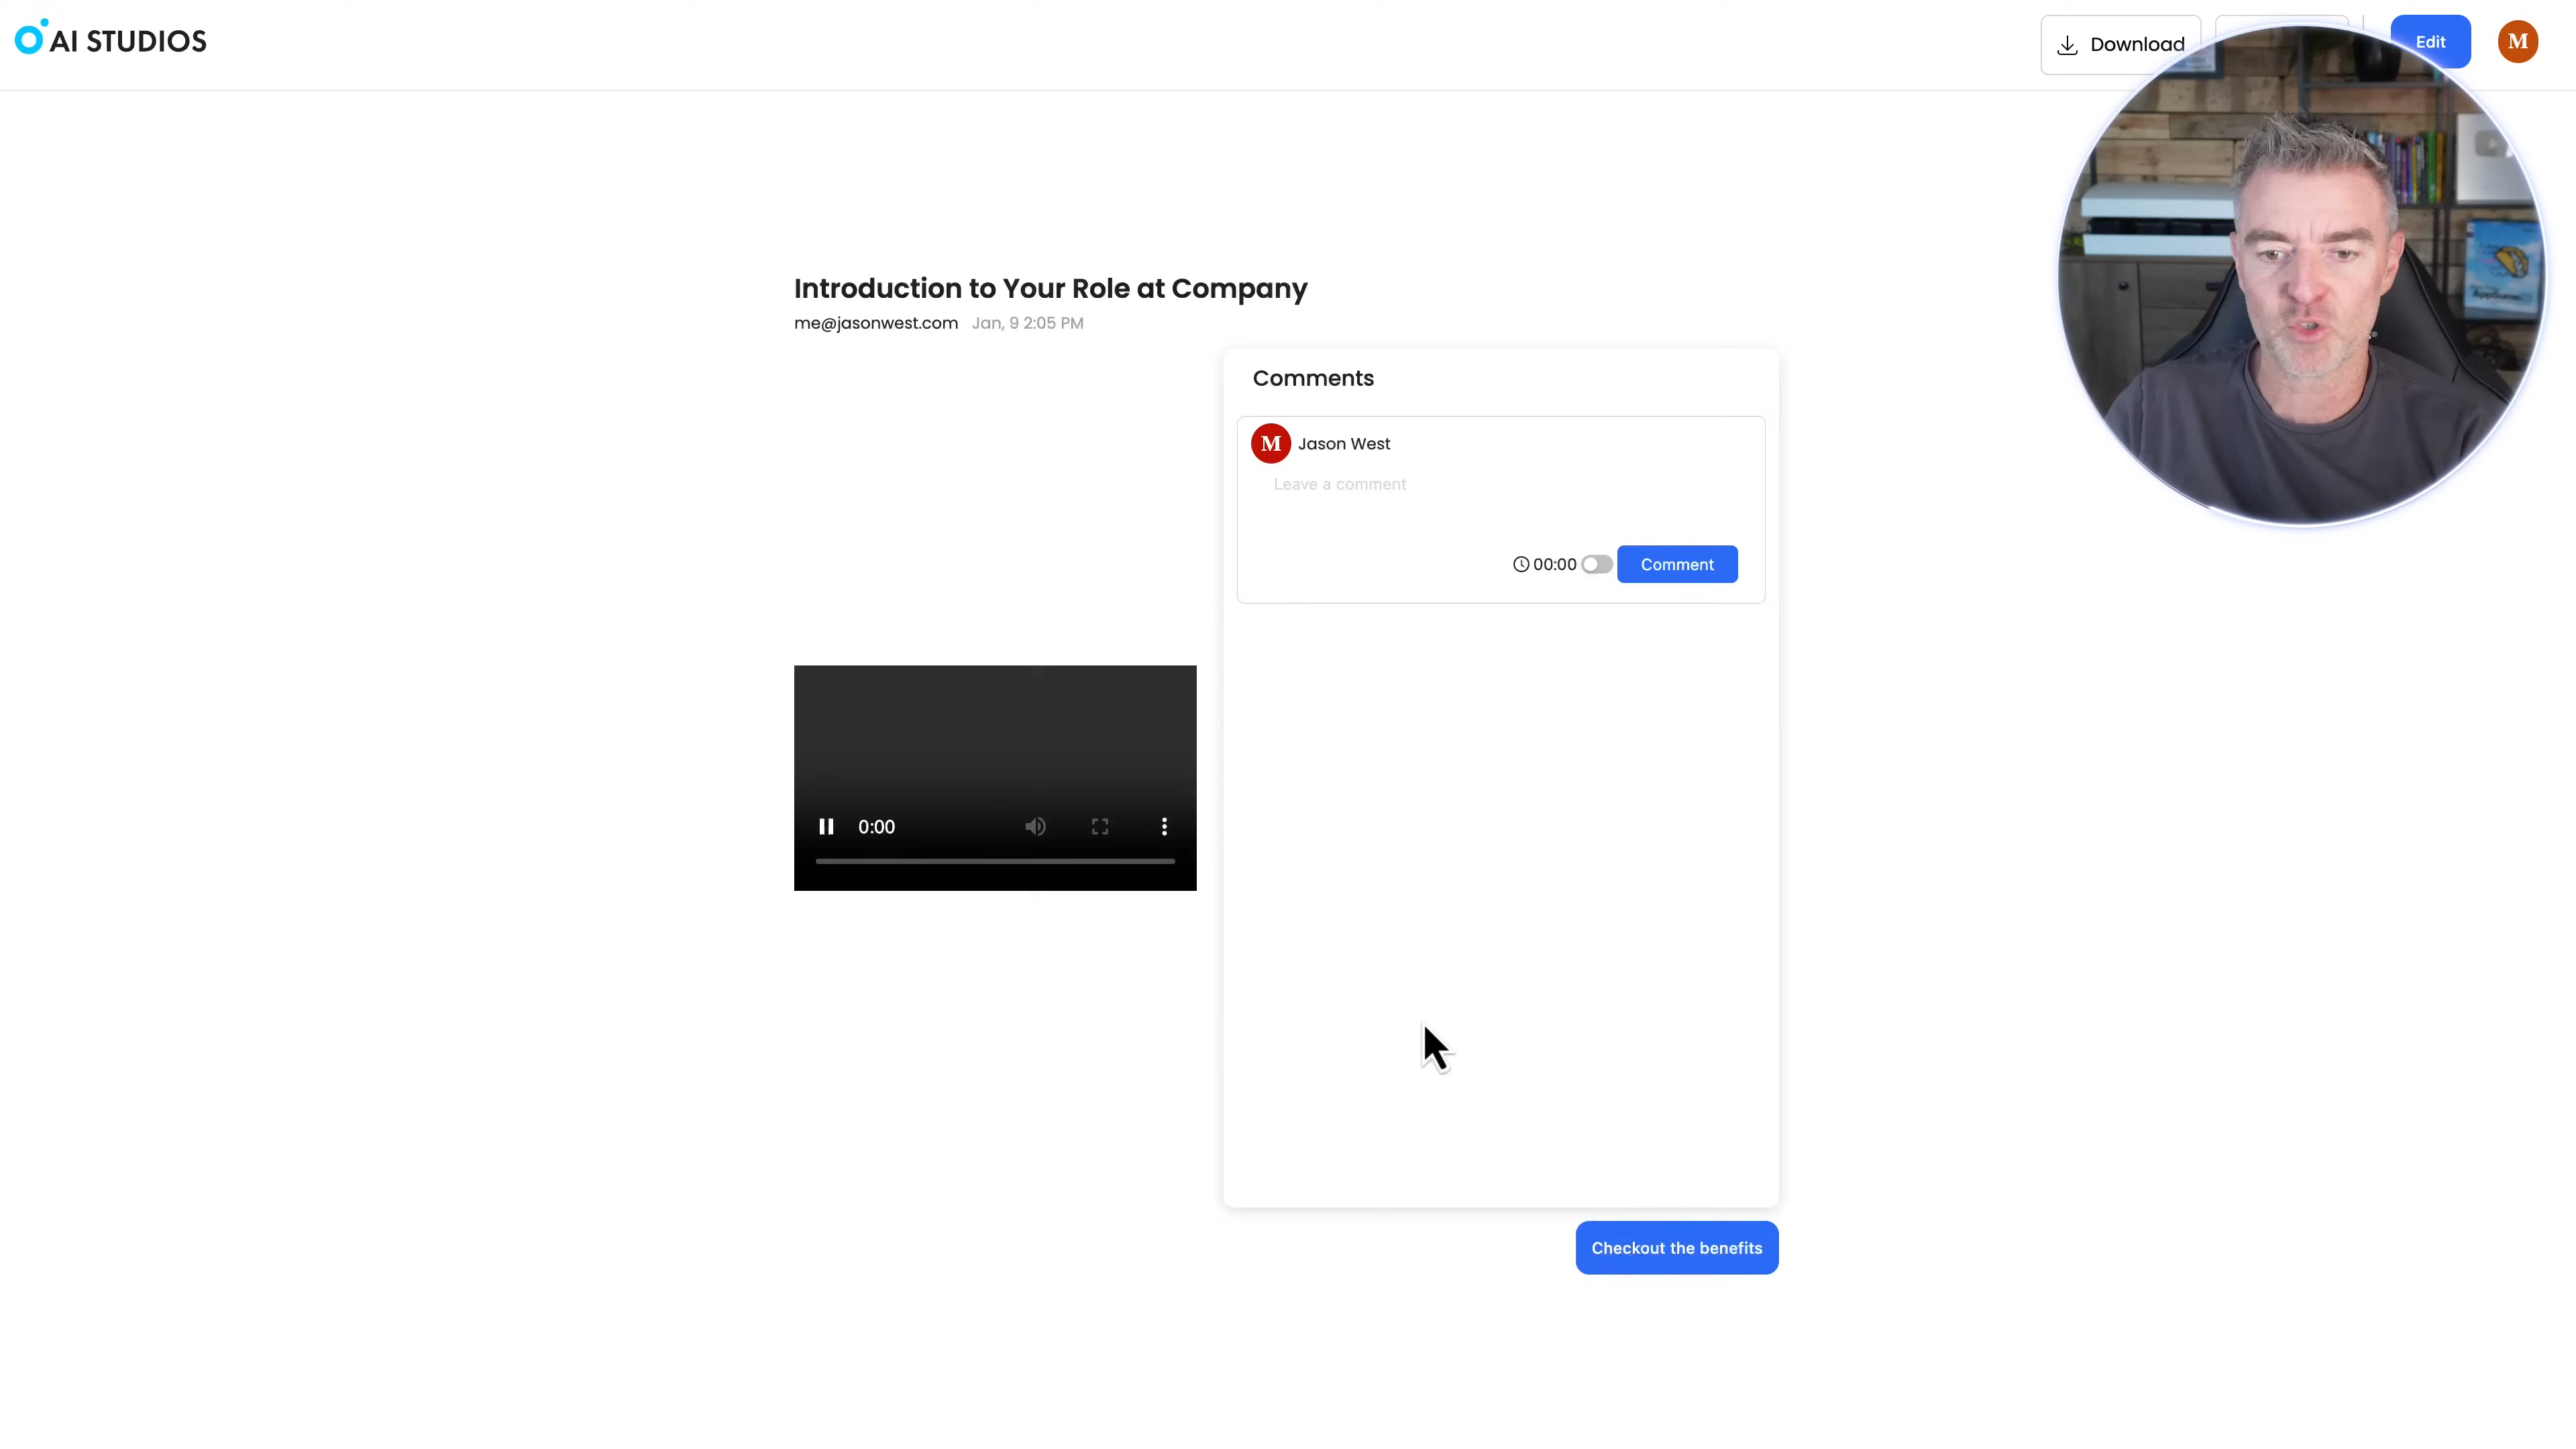 AI STUDIOS
Download
Edit
M
Introduction to Your Role at Company
me@jasonwest.com Jan, 9 2:05 PM
Comments
M Jason West
Leave a comment
00:00 Comment
0:00
Checkout the benefits